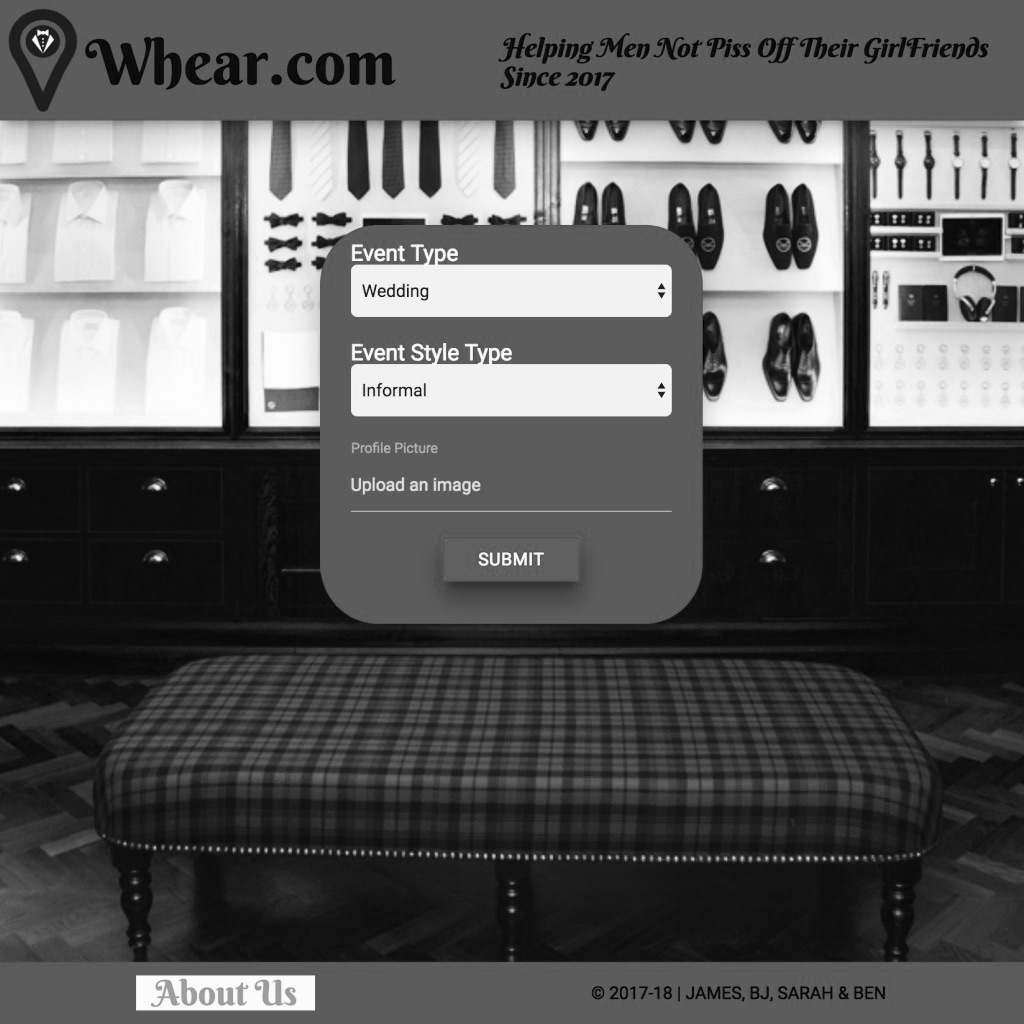 Whear.com
Helping Men Not Piss Off Their GirlFriends
Since 2017
Event Type
Wedding
Event Style Type
Informal
Profile Picture
Upload an image
SUBMIT
About Us
© 2017-18 | JAMES, BJ, SARAH & BEN